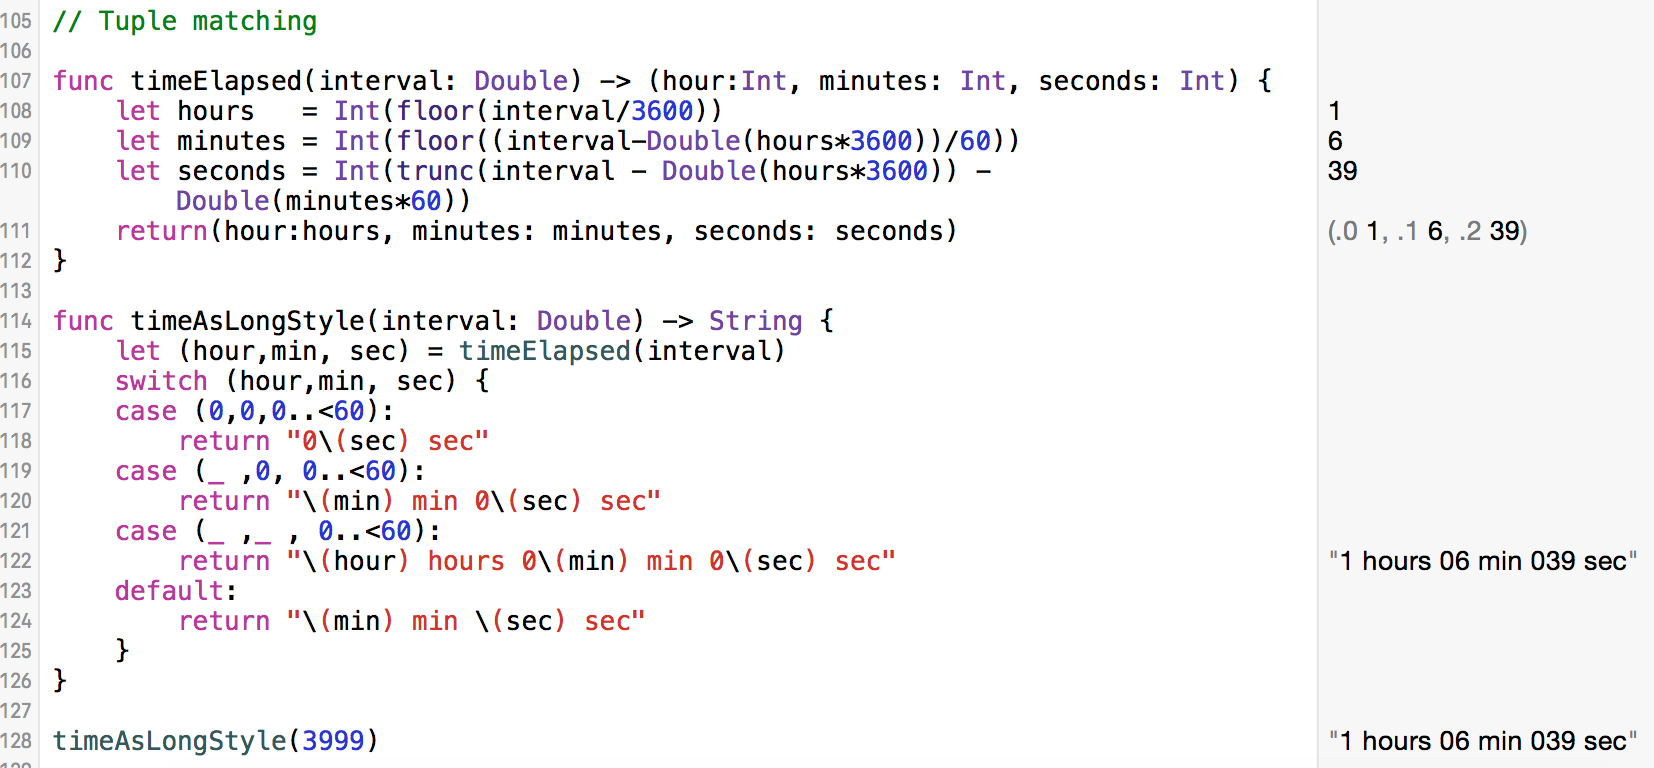 105 // Tuple matching
106
107 func timeElapsed(interval: Double) -> (hour:Int, minutes: Int, seconds: Int) {
108     let hours   = Int(floor(interval/3600)) 1
109     let minutes = Int(floor((interval-Double(hours*3600))/60)) 6
110     let seconds = Int(trunc(interval - Double(hours*3600)) - 39
        Double(minutes*60))
111     return(hour:hours, minutes: minutes, seconds: seconds) (.0 1, .1 6, .2 39)
112 }
113
114 func timeAsLongStyle(interval: Double) -> String {
115     let (hour,min, sec) = timeElapsed(interval)
116     switch (hour,min, sec) {
117     case (0,0,0..<60):
118         return "0\(sec) sec"
119     case (_ ,0, 0..<60):
120         return "\(min) min 0\(sec) sec"
121     case (_ ,_ , 0..<60):
122         return "\(hour) hours 0\(min) min 0\(sec) sec" "1 hours 06 min 039 sec"
123     default:
124         return "\(min) min \(sec) sec"
125     }
126 }
127
128 timeAsLongStyle(3999) "1 hours 06 min 039 sec"